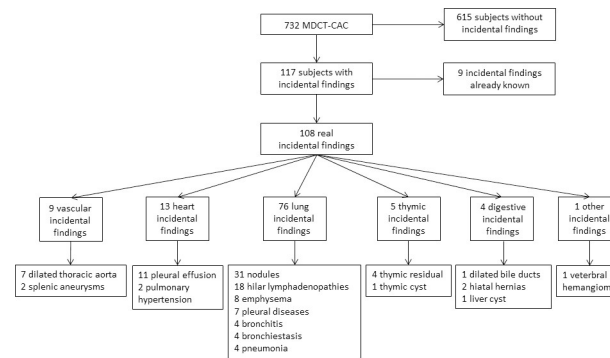 732 MDCT-CAC
615 subjects without
incidental findings
117 subjects with
incidental findings
9 incidental findings
already known
108 real
incidental findings
9 vascular
incidental
findings
13 heart
incidental
findings
76 lung
incidental
findings
5 thymic
incidental
findings
4 digestive
incidental
findings
1 other
incidental
findings
7 dilated thoracic aorta
2 splenic aneurysms
11 pleural effusion
2 pulmonary
hypertension
31 nodules
18 hilar lymphadenopathies
8 emphysema
7 pleural diseases
4 bronchitis
4 bronchiestasis
4 pneumonia
4 thymic residual
1 thymic cyst
1 dilated bile ducts
2 hiatal hernias
1 liver cyst
1 veterbral
hemangiom